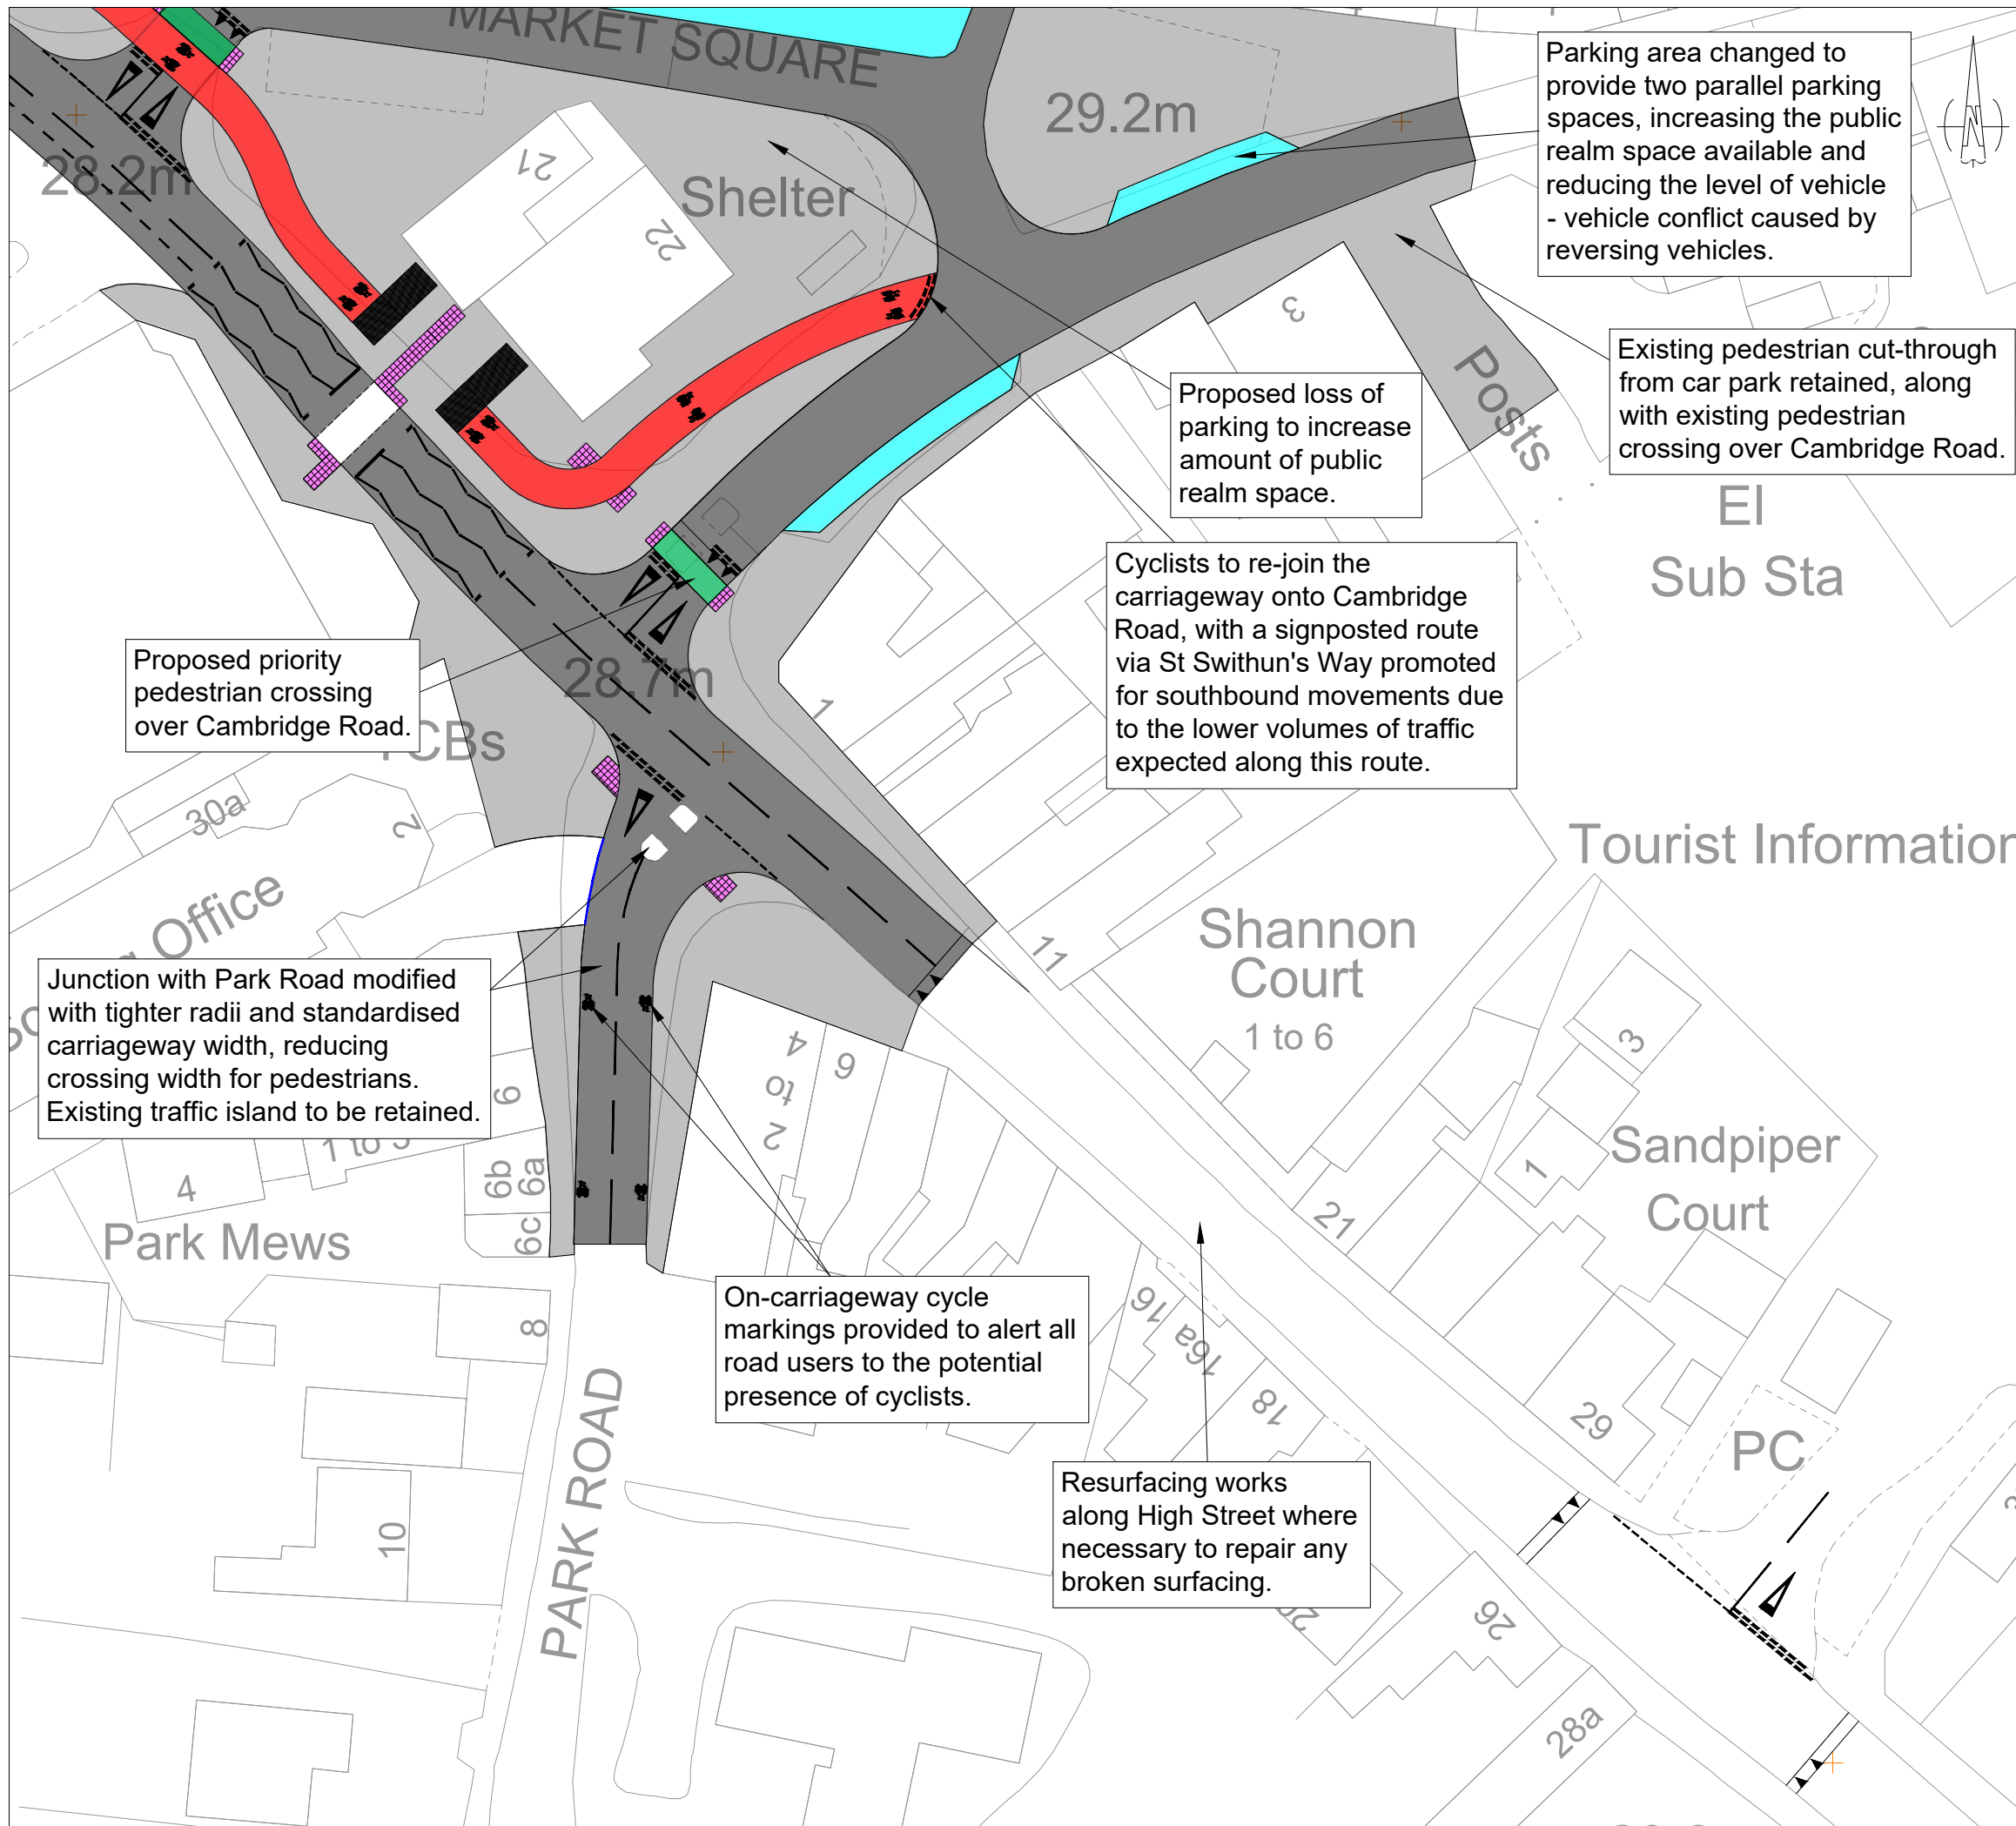 MARKET SQUARE
Parking area changed to
provide two parallel parking
spaces, increasing the public
realm space available and
reducing the level of vehicle
- vehicle conflict caused by
reversing vehicles.
N
29.2m
28.2m
21
22
Shelter
3
Posts
Existing pedestrian cut-through
from car park retained, along
with existing pedestrian
crossing over Cambridge Road.
Proposed loss of
parking to increase
amount of public
realm space.
El
Sub Sta
Cyclists to re-join the
carriageway onto Cambridge
Road, with a signposted route
via St Swithun's Way promoted
for southbound movements due
to the lower volumes of traffic
expected along this route.
Proposed priority
pedestrian crossing
over Cambridge Road.
28.7m
1
30a
2
Tourist Information
Office
Shannon
Court
1 to 6
11
Junction with Park Road modified
with tighter radii and standardised
carriageway width, reducing
crossing width for pedestrians.
Existing traffic island to be retained.
2
to
4
6
3
1
Sandpiper
Court
6
1 to
4
6b
6a
6c
Park Mews
21
8
On-carriageway cycle
markings provided to alert all
road users to the potential
presence of cyclists.
16
16a
18
29
PC
PARK ROAD
10
Resurfacing works
along High Street where
necessary to repair any
broken surfacing.
26
28a